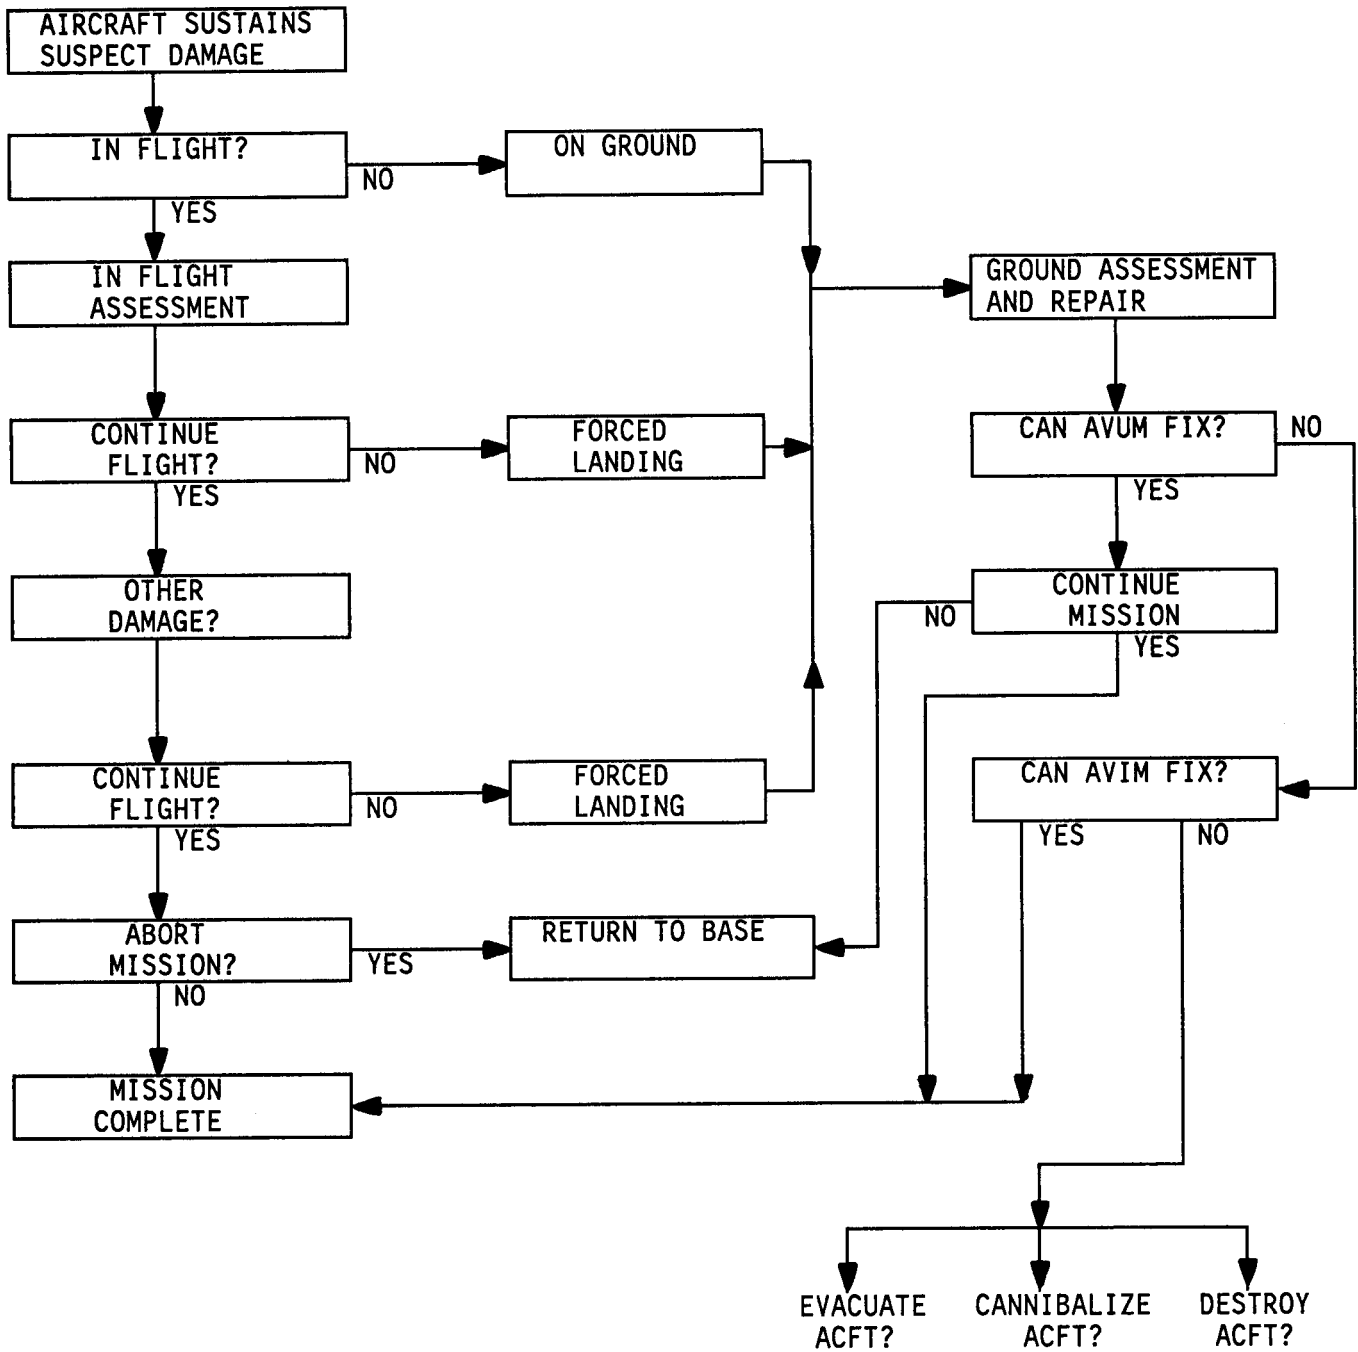 AIRCRAFT SUSTAINS
SUSPECT DAMAGE
IN FLIGHT?
NO
ON GROUND
YES
IN FLIGHT
ASSESSMENT
GROUND ASSESSMENT
AND REPAIR
CONTINUE
FLIGHT?
NO
YES
FORCED
LANDING
CAN AVUM FIX?
NO
YES
OTHER
DAMAGE?
CONTINUE
MISSION
NO
YES
CONTINUE
FLIGHT?
NO
YES
FORCED
LANDING
CAN AVIM FIX?
YES
NO
ABORT
MISSION?
YES
NO
RETURN TO BASE
MISSION
COMPLETE
EVACUATE
ACFT?
CANNIBALIZE
ACFT?
DESTROY
ACFT?